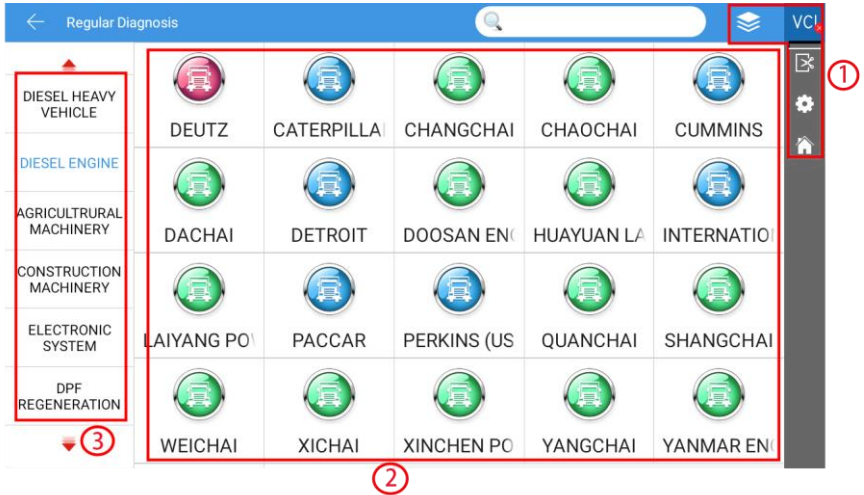 Regular Diagnosis
VCI
①
DIESEL HEAVY
VEHICLE
DIESEL ENGINE
AGRICULTRURAL
MACHINERY
CONSTRUCTION
MACHINERY
ELECTRONIC
SYSTEM
DPF
REGENERATION
③
DEUTZ CATERPILLA CHANGCHAI CHAOCHAI CUMMINS
DACHAI DETROIT DOOSAN EN HUAYUAN LA INTERNATIO
LAIYANG PO PACCAR PERKINS (US QUANCHAI SHANGCHAI
WEICHAI XICHAI XINCHEN PO YANGCHAI YANMAR EN
②